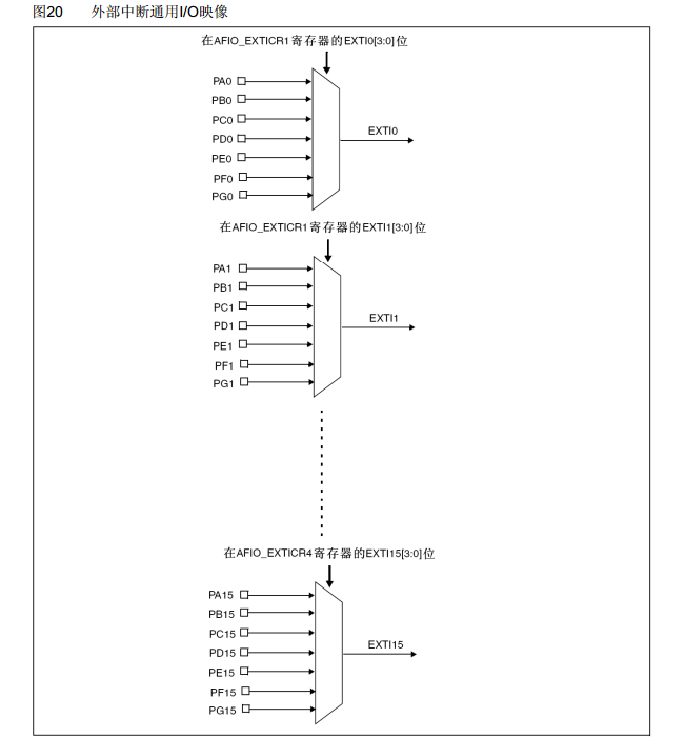 图20 外部中断通用I/O映像
在AFIO_EXTICR1寄存器的EXTI0[3:0]位
PA0
PB0
PC0
PD0
PE0
PF0
PG0
EXTI0
在AFIO_EXTICR1寄存器的EXTI1[3:0]位
PA1
PB1
PC1
PD1
PE1
PF1
PG1
EXTI1
在AFIO_EXTICR4寄存器的EXTI15[3:0]位
PA15
PB15
PC15
PD15
PE15
PF15
PG15
EXTI15